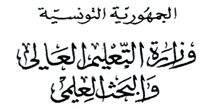 الجمهورية التونسية
وزارة التعليم العالي
والبحث العلمي